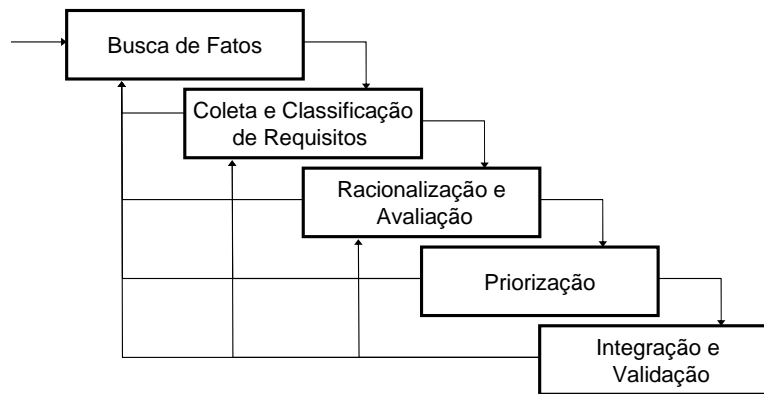 Busca de Fatos
Coleta e Classificação
de Requisitos
Racionalização e
Avaliação
Priorização
Integração e
Validação